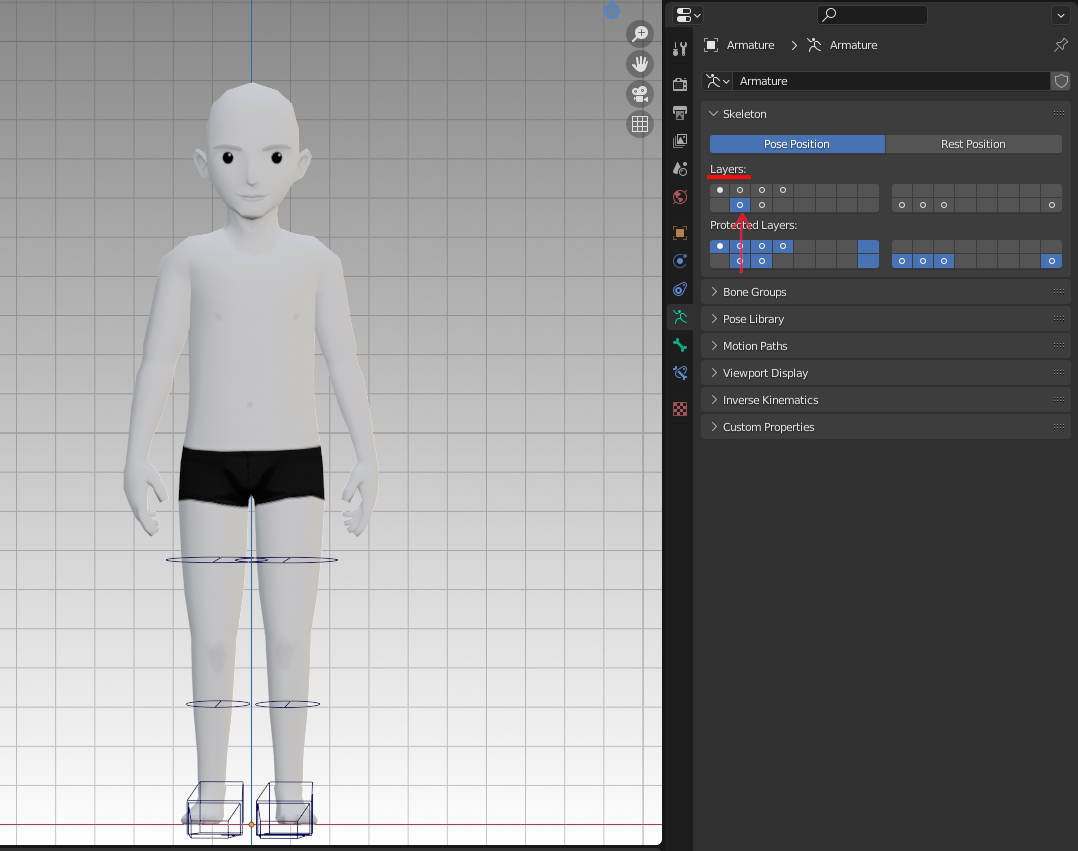 Armature > Armature
Armature
Skeleton
Pose Position Rest Position
Layers:
Protected Layers:
Bone Groups
Pose Library
Motion Paths
Viewport Display
Inverse Kinematics
Custom Properties